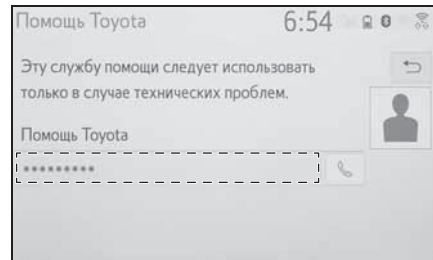 Помощь Toyota 6:54
Эту службу помощи следует использовать
только в случае технических проблем.
Помощь Toyota
*********